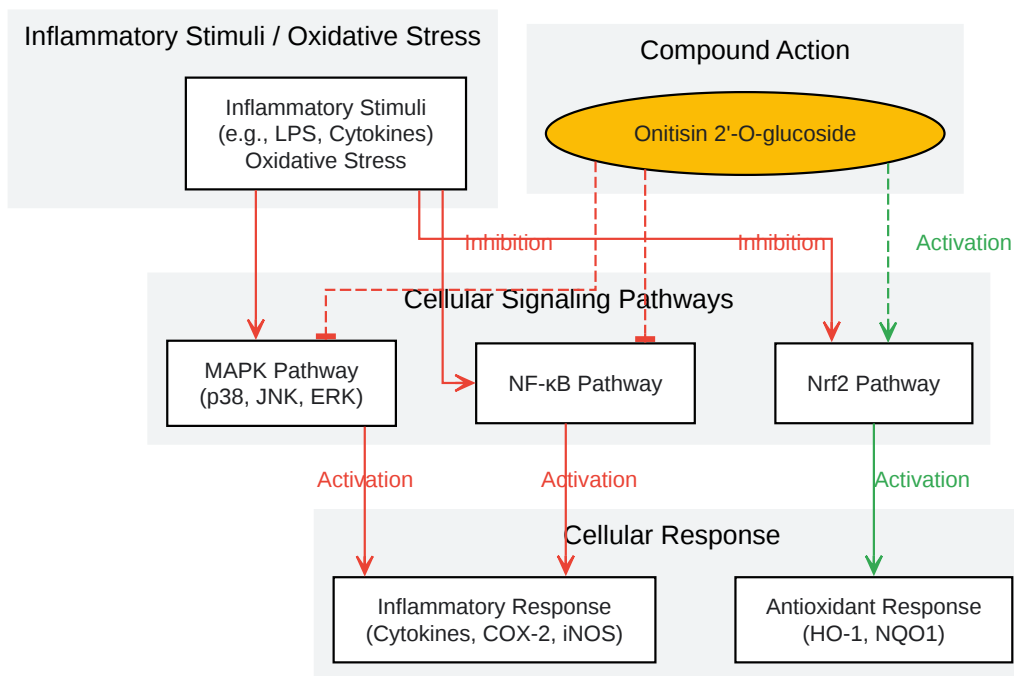 Inflammatory Stimuli / Oxidative Stress
Compound Action
Inflammatory Stimuli
(e.g., LPS, Cytokines)
Oxidative Stress
Onitisin 2'-O-glucoside
Inhibition
Inhibition
Activation
Cellular Signaling Pathways
MAPK Pathway
(p38, JNK, ERK)
NF-κB Pathway
Nrf2 Pathway
Activation
Activation
Activation
Cellular Response
Inflammatory Response
(Cytokines, COX-2, iNOS)
Antioxidant Response
(HO-1, NQO1)